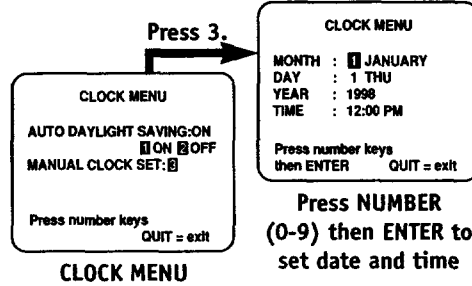 Press 3.
CLOCK MENU
AUTO DAYLIGHT SAVING:ON
1 ON 2 OFF
MANUAL CLOCK SET:3
Press number keys
QUIT = exit
CLOCK MENU
CLOCK MENU
MONTH : 1 JANUARY
DAY : 1 THU
YEAR : 1998
TIME : 12:00 PM
Press number keys
then ENTER QUIT = exit
Press NUMBER
(0-9) then ENTER to
set date and time